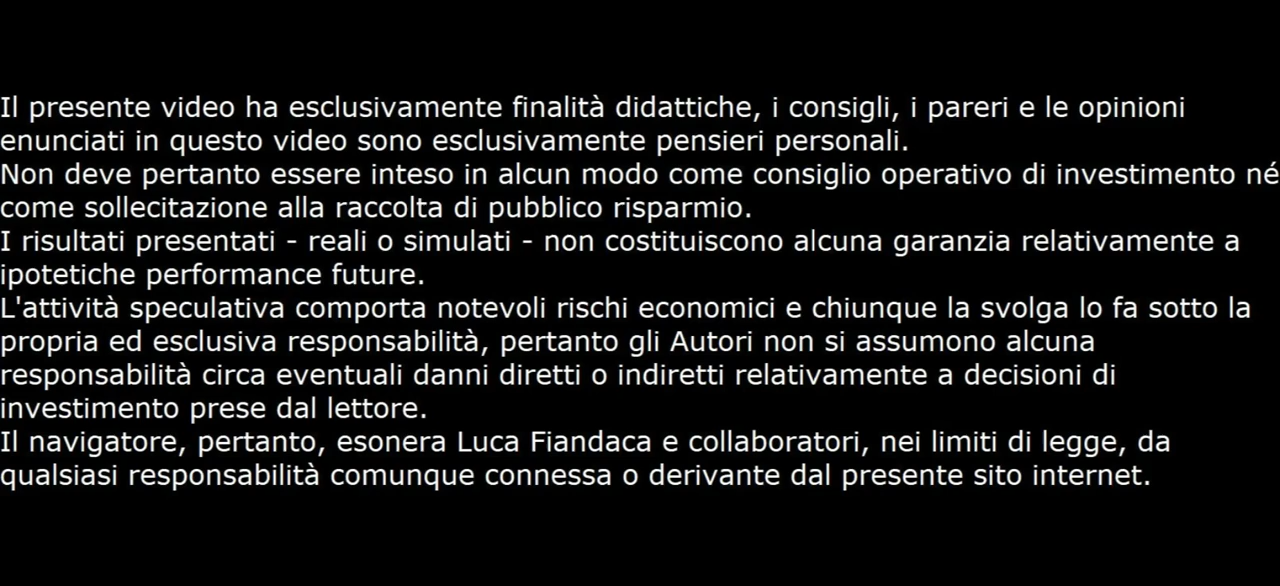 Il presente video ha esclusivamente finalità didattiche, i consigli, i pareri e le opinioni
enunciati in questo video sono esclusivamente pensieri personali.
Non deve pertanto essere inteso in alcun modo come consiglio operativo di investimento né
come sollecitazione alla raccolta di pubblico risparmio.
I risultati presentati - reali o simulati - non costituiscono alcuna garanzia relativamente a
ipotetiche performance future.
L'attività speculativa comporta notevoli rischi economici e chiunque la svolga lo fa sotto la
propria ed esclusiva responsabilità, pertanto gli Autori non si assumono alcuna
responsabilità circa eventuali danni diretti o indiretti relativamente a decisioni di
investimento prese dal lettore.
Il navigatore, pertanto, esonera Luca Fiandaca e collaboratori, nei limiti di legge, da
qualsiasi responsabilità comunque connessa o derivante dal presente sito internet.